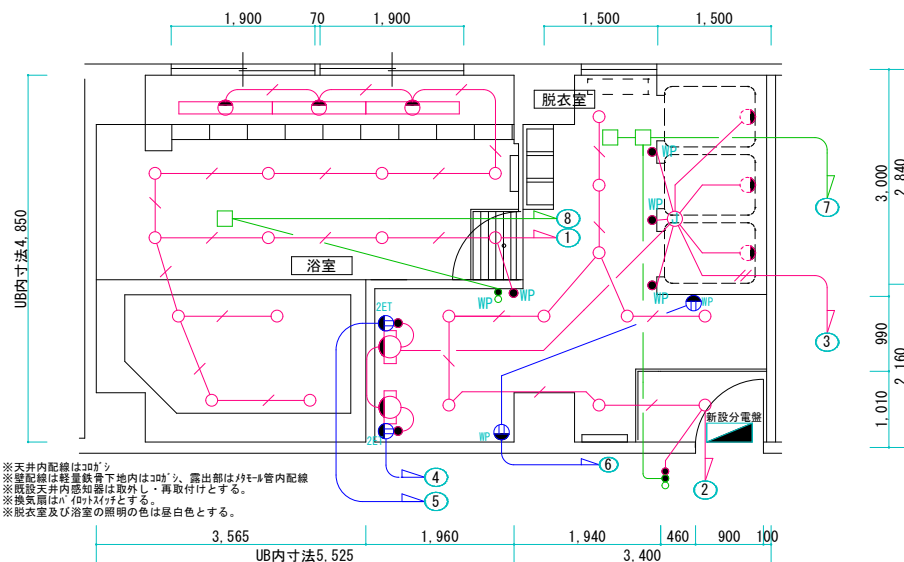 1,900
70
1,900
1,500
1,500
脱衣室
WP
3,000
2,840
7
WP
UB内寸法4,850
8
1
浴室
WP
WP
WP
WP
2ET
990
3
2,160
新設分電盤
1,010
2ET
WP
6
※天井内配線はコロガシ
※壁配線は軽量鉄骨下地内はコロガシ、露出部はメタモール管内配線
※既設天井内感知器は取外し・再取付けとする。
※換気扇はパイロットスイッチとする。
※脱衣室及び浴室の照明の色は昼白色とする。
4
5
2
3,565
1,960
1,940
460
900
100
UB内寸法5,525
3,400